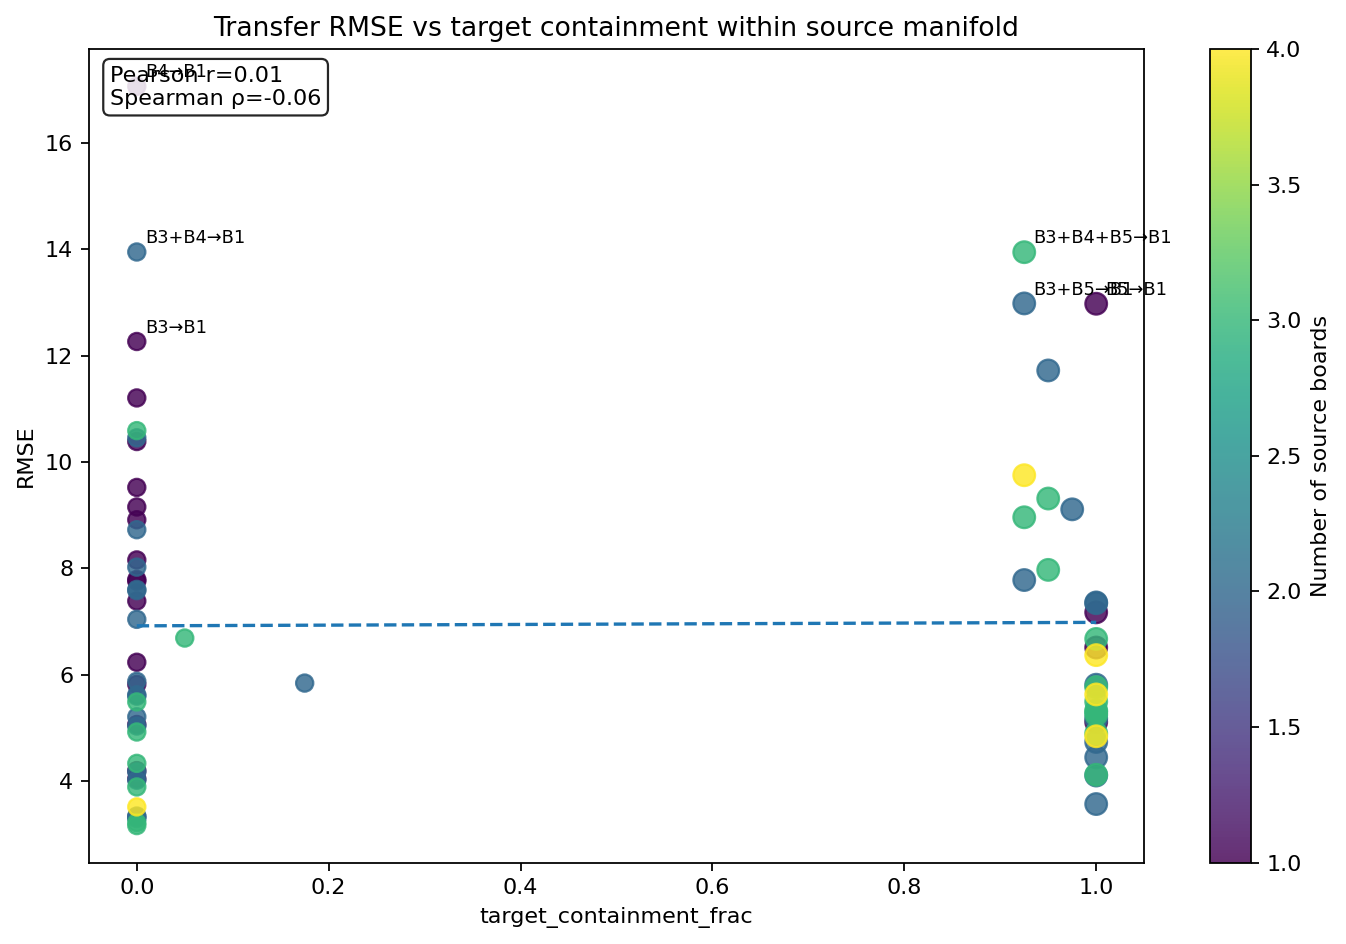 Transfer RMSE vs target containment within source manifold
B4→B1
Pearson r=0.01
Spearman ρ=-0.06
B3+B4→B1
B3+B4+B5→B1
B3+B5→B1
B5→B1
B3→B1
RMSE
16
14
12
10
8
6
4
0.0
0.2
0.4
0.6
0.8
1.0
target_containment_frac
4.0
3.5
3.0
2.5
2.0
1.5
1.0
Number of source boards